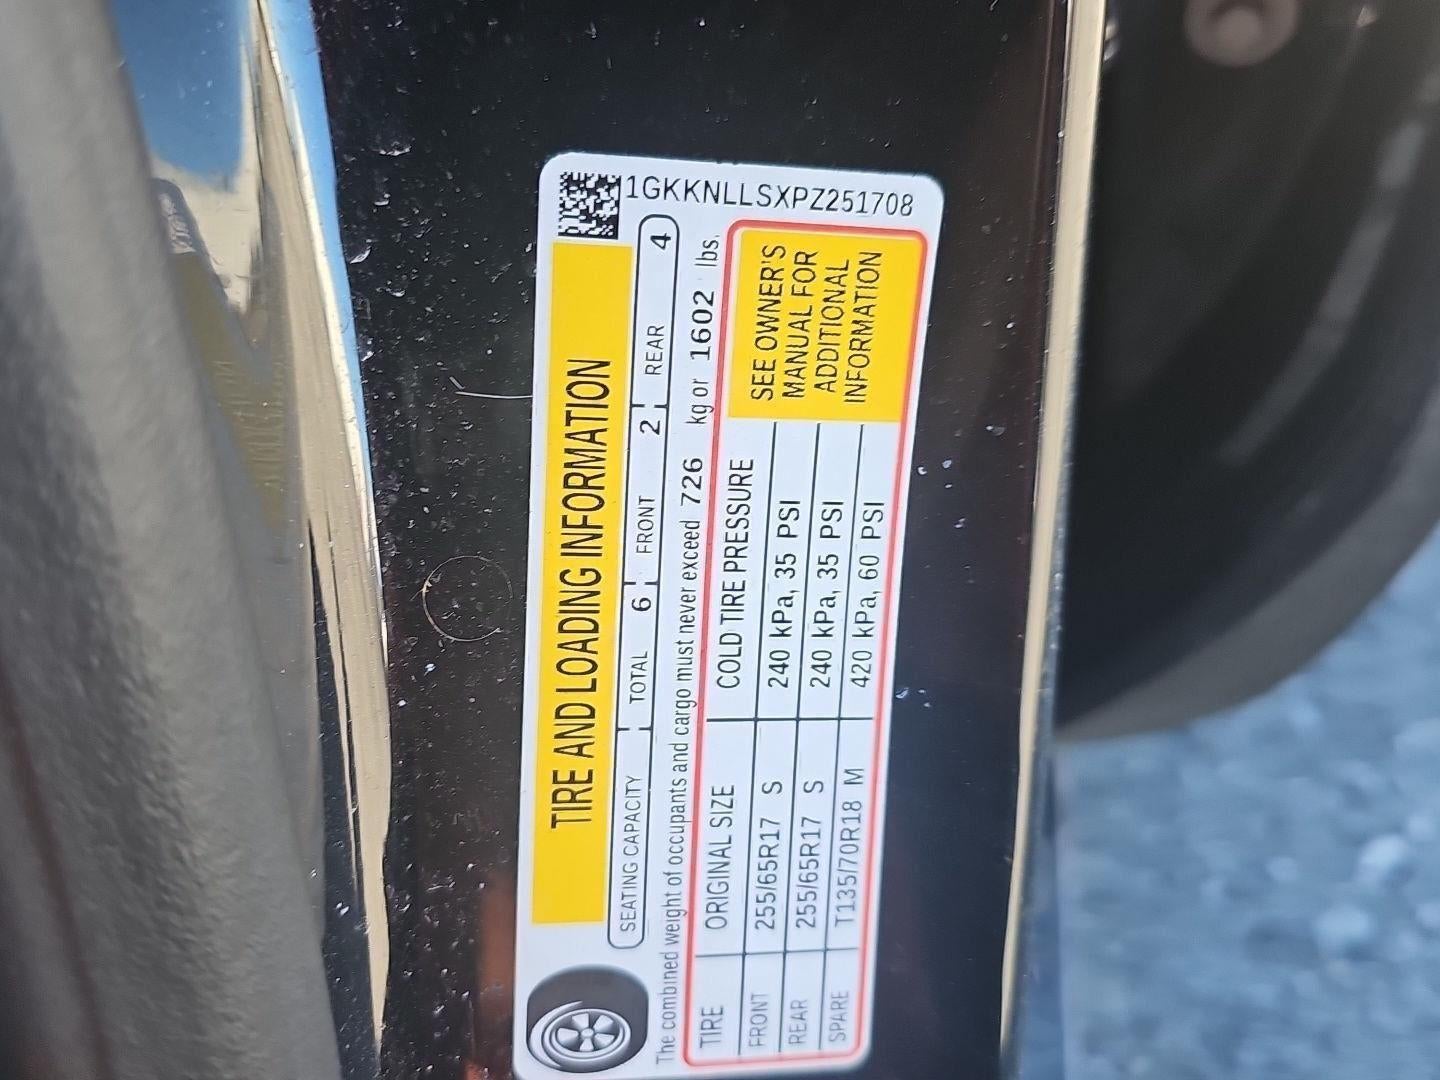 1GKKNLLSXPZ251708
TIRE AND LOADING INFORMATION
SEATING CAPACITY TOTAL 6 FRONT 2 REAR 4
The combined weight of occupants and cargo must never exceed 726 kg or 1602 lbs.
TIRE ORIGINAL SIZE COLD TIRE PRESSURE
FRONT 255/65R17 S 240 kPa, 35 PSI
REAR 255/65R17 S 240 kPa, 35 PSI
SPARE T135/70R18 M 420 kPa, 60 PSI
SEE OWNER'S
MANUAL FOR
ADDITIONAL
INFORMATION